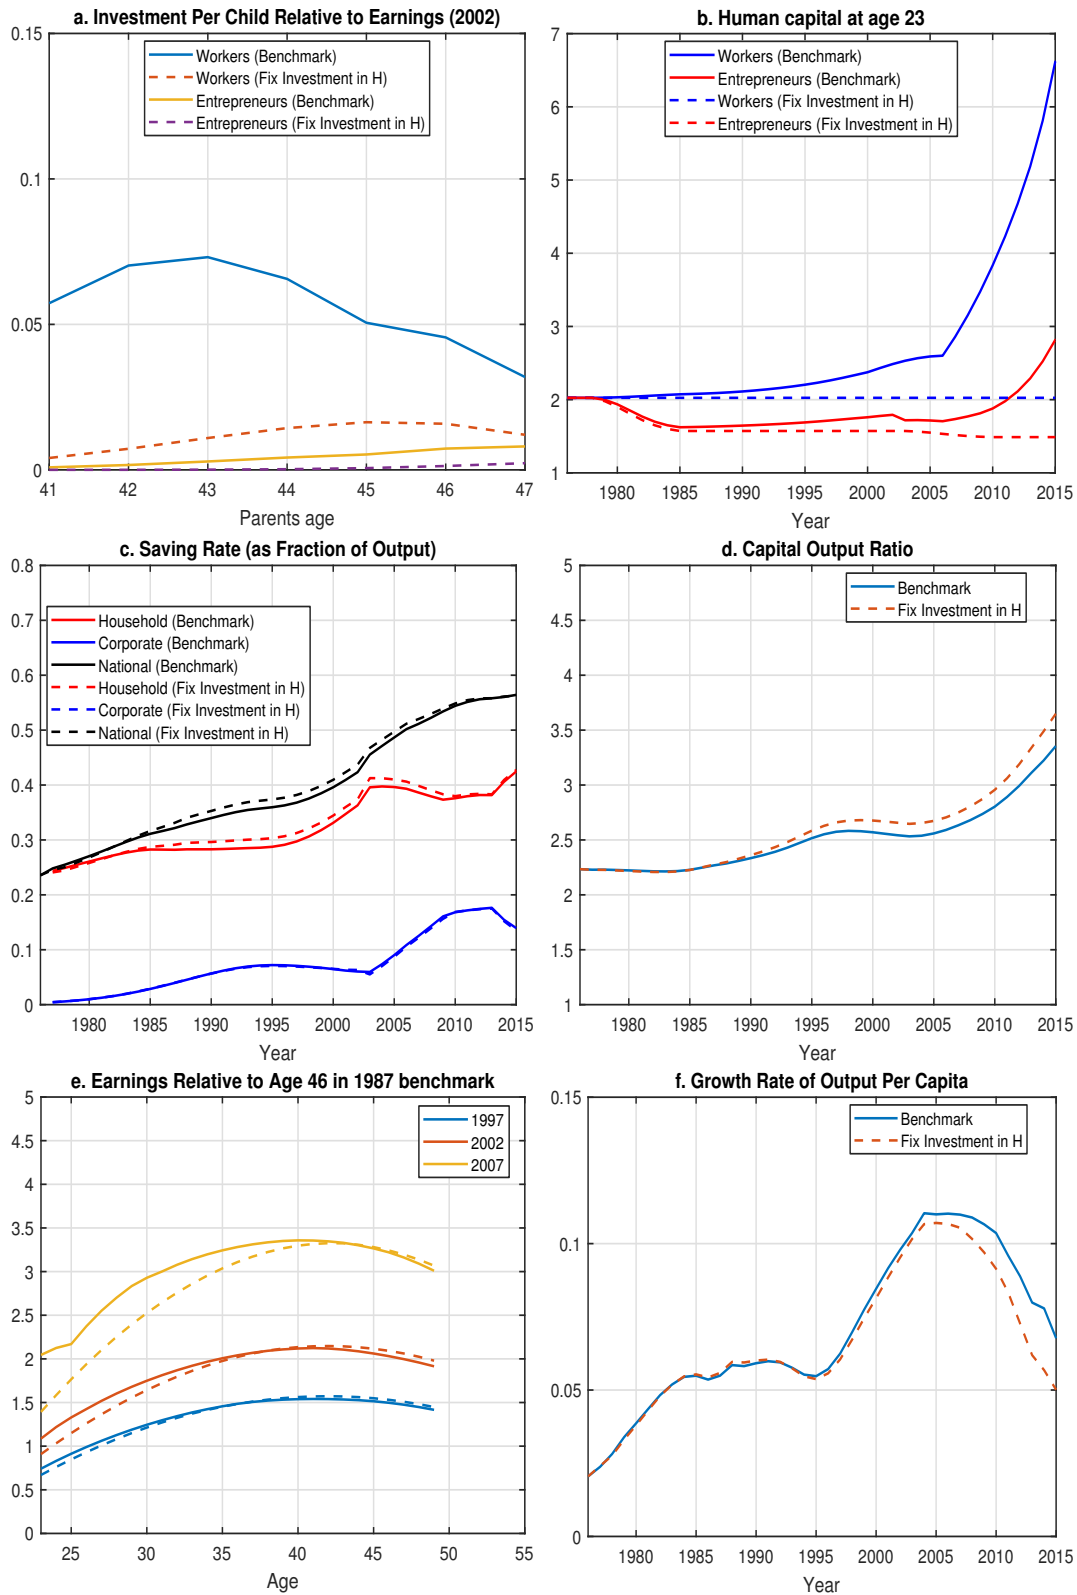 a. Investment Per Child Relative to Earnings (2002)
0.15
0.1
0.05
0
Workers (Benchmark)
Workers (Fix Investment in H)
Entrepreneurs (Benchmark)
Entrepreneurs (Fix Investment in H)
41 42 43 44 45 46 47
Parents age
b. Human capital at age 23
7
6
5
4
3
2
1
Workers (Benchmark)
Entrepreneurs (Benchmark)
Workers (Fix Investment in H)
Entrepreneurs (Fix Investment in H)
1980 1985 1990 1995 2000 2005 2010 2015
Year
c. Saving Rate (as Fraction of Output)
0.8
0.7
0.6
0.5
0.4
0.3
0.2
0.1
0
Household (Benchmark)
Corporate (Benchmark)
National (Benchmark)
Household (Fix Investment in H)
Corporate (Fix Investment in H)
National (Fix Investment in H)
1980 1985 1990 1995 2000 2005 2010 2015
Year
d. Capital Output Ratio
5
4.5
4
3.5
3
2.5
2
1.5
1
Benchmark
Fix Investment in H
1980 1985 1990 1995 2000 2005 2010 2015
Year
e. Earnings Relative to Age 46 in 1987 benchmark
5
4.5
4
3.5
3
2.5
2
1.5
1
0.5
0
1997
2002
2007
25 30 35 40 45 50 55
Age
f. Growth Rate of Output Per Capita
0.15
0.1
0.05
0
Benchmark
Fix Investment in H
1980 1985 1990 1995 2000 2005 2010 2015
Year